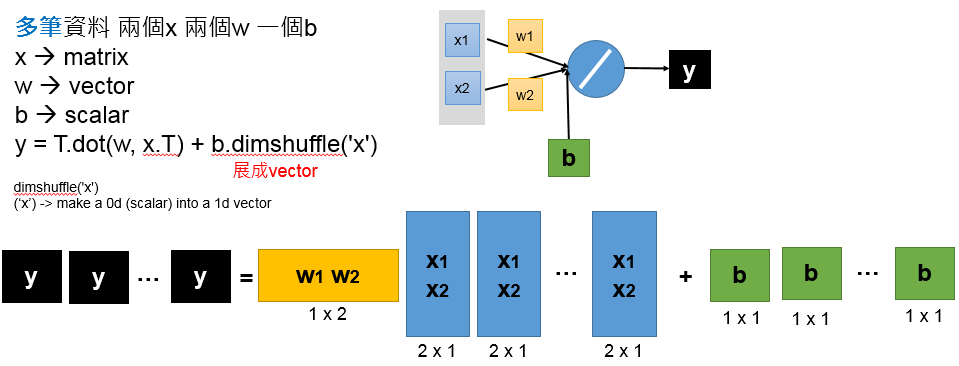 多筆資料 兩個x 兩個w 一個b
x → matrix
w → vector
b → scalar
y = T.dot(w, x.T) + b.dimshuffle('x')
展成vector
dimshuffle('x')
('x') -> make a 0d (scalar) into a 1d vector
x1
w1
x2
w2
y
b
y y ... y = w1 w2 x1 x1 ... x1 + b b ... b
x2 x2 x2
1 x 2
1 x 1 1 x 1 1 x 1
2 x 1 2 x 1 2 x 1